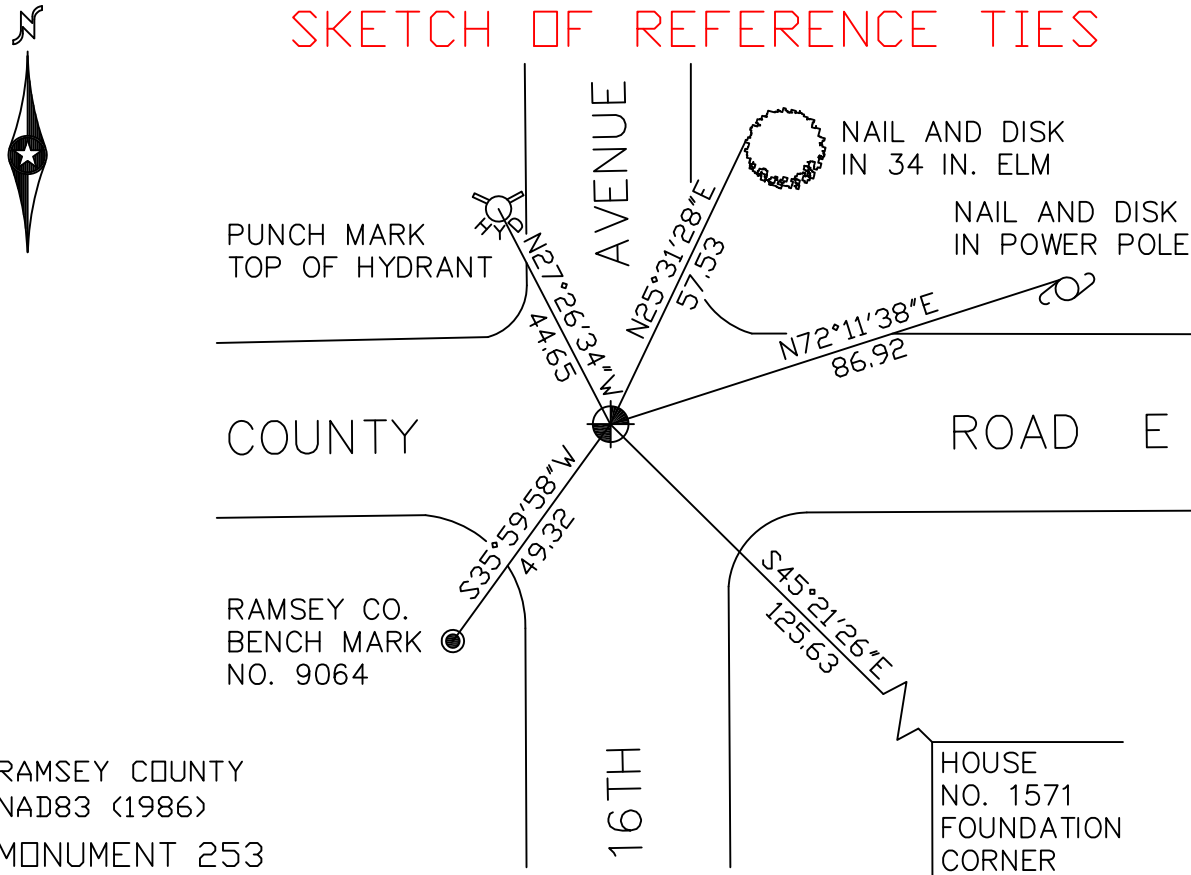 N
SKETCH OF REFERENCE TIES
AVENUE
NAIL AND DISK
IN 34 IN. ELM
NAIL AND DISK
IN POWER POLE
PUNCH MARK
TOP OF HYDRANT
HYD
N27°26'34"W
44.65
N25°31'28"E
57.53
N72°11'38"E
86.92
COUNTY
ROAD E
S35°59'58"W
49.32
S45°21'26"E
125.63
RAMSEY CO.
BENCH MARK
NO. 9064
16TH
HOUSE
NO. 1571
FOUNDATION
CORNER
RAMSEY COUNTY
NAD83 (1986)
MONUMENT 253